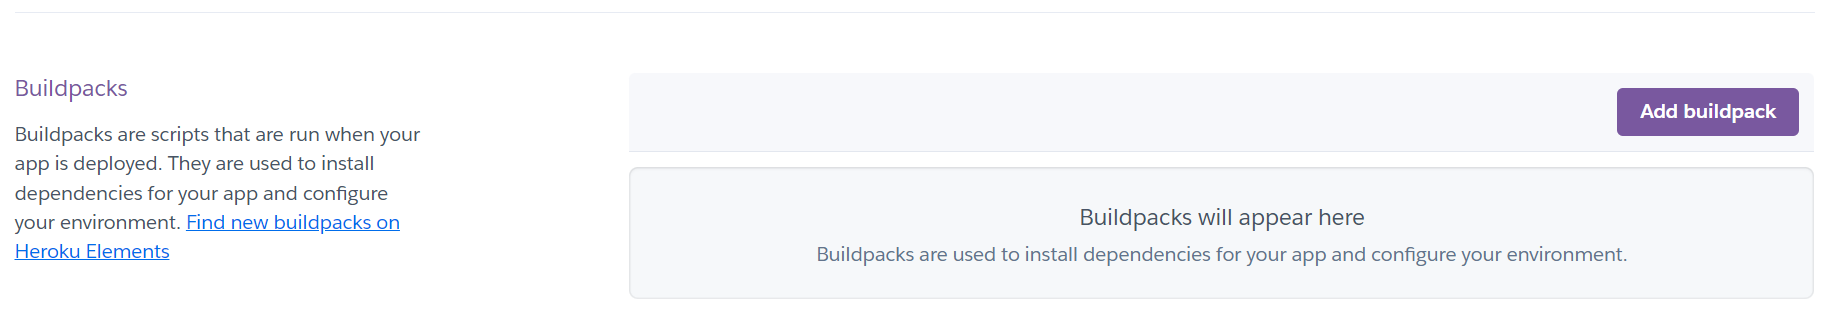 Buildpacks
Buildpacks are scripts that are run when your
app is deployed. They are used to install
dependencies for your app and configure
your environment. Find new buildpacks on
Heroku Elements
Add buildpack
Buildpacks will appear here
Buildpacks are used to install dependencies for your app and configure your environment.